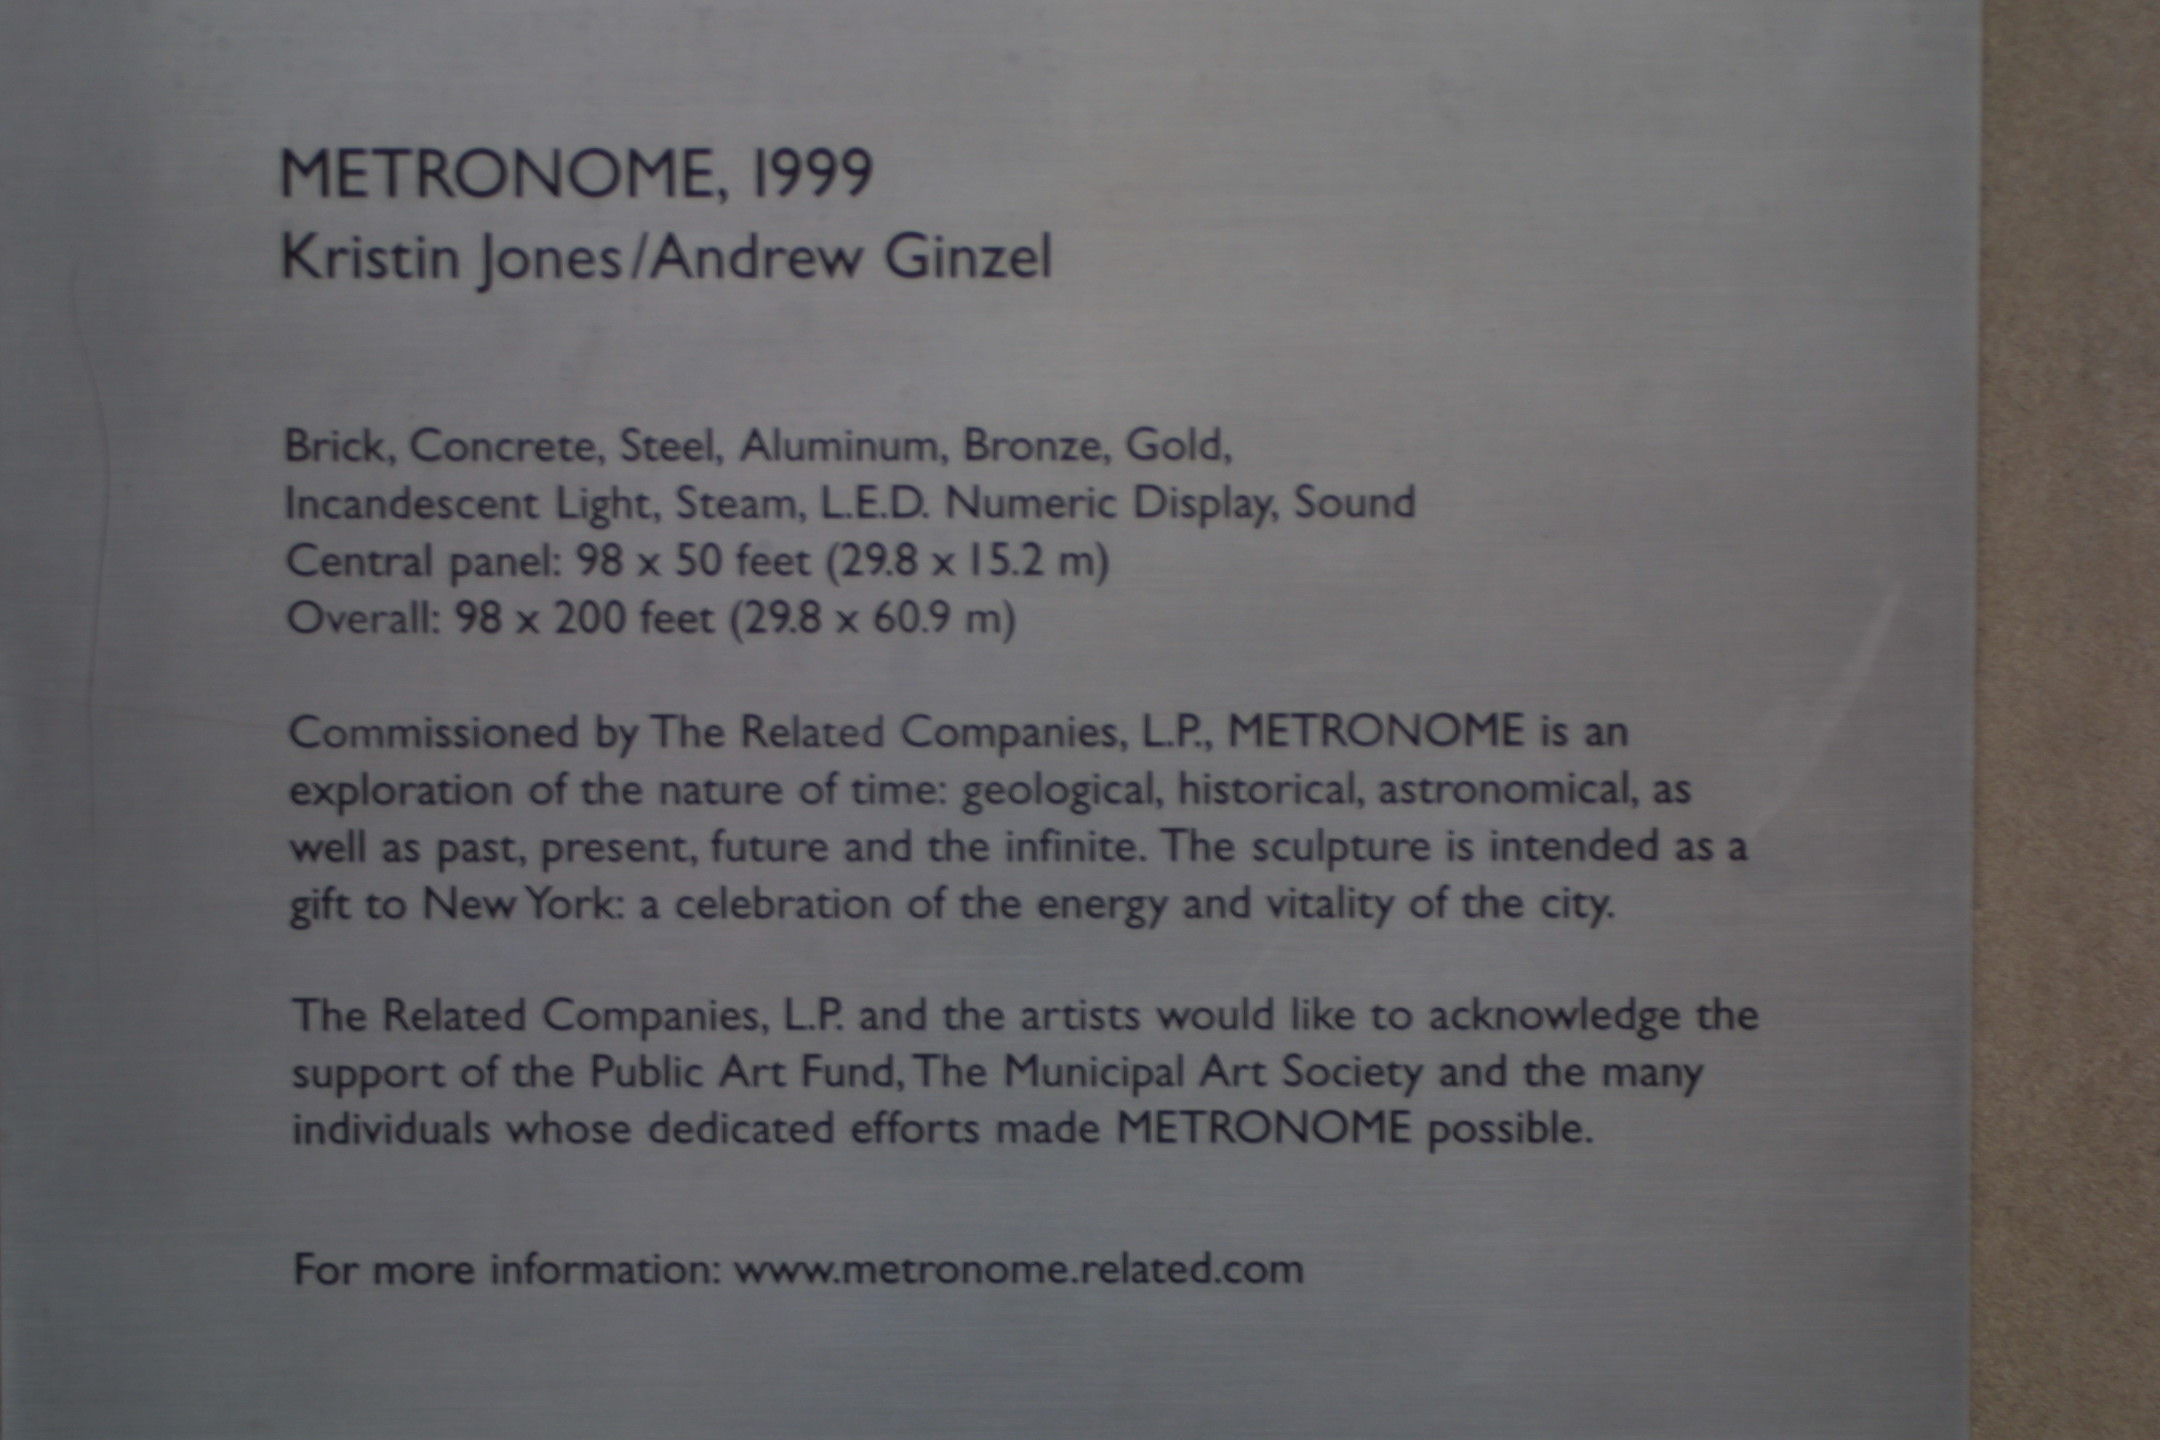 METRONOME, 1999
Kristin Jones/Andrew Ginzel
Brick, Concrete, Steel, Aluminum, Bronze, Gold,
Incandescent Light, Steam, L.E.D. Numeric Display, Sound
Central panel: 98 x 50 feet (29.8 x 15.2 m)
Overall: 98 x 200 feet (29.8 x 60.9 m)
Commissioned by The Related Companies, L.P., METRONOME is an
exploration of the nature of time: geological, historical, astronomical, as
well as past, present, future and the infinite. The sculpture is intended as a
gift to New York: a celebration of the energy and vitality of the city.
The Related Companies, L.P. and the artists would like to acknowledge the
support of the Public Art Fund, The Municipal Art Society and the many
individuals whose dedicated efforts made METRONOME possible.
For more information: www.metronome.related.com